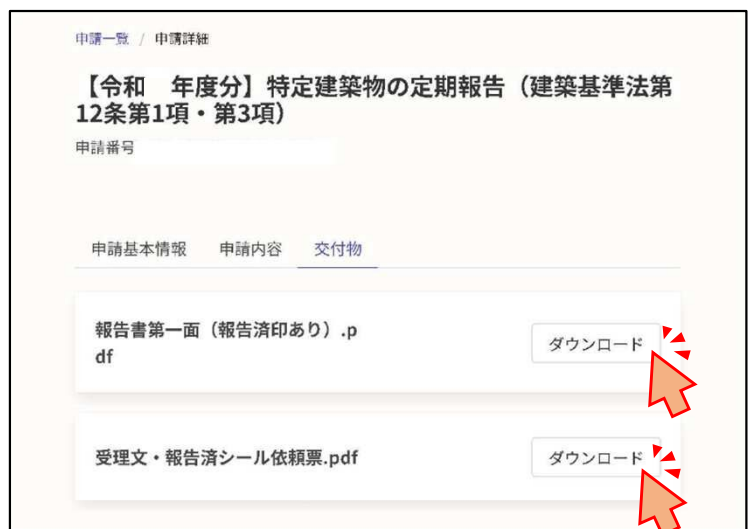 申請一覧 / 申請詳細
【令和　年度分】特定建築物の定期報告（建築基準法第
12条第1項・第3項）
申請番号
申請基本情報　申請内容　交付物
報告書第一面（報告済印あり）.p
df
ダウンロード
受理文・報告済シール依頼票.pdf
ダウンロード